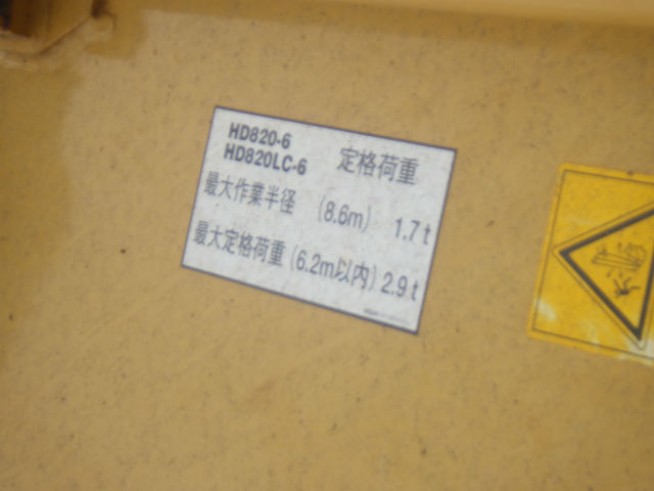 HD820-6
HD820LC-6 定格荷重
最大作業半径 (8.6m) 1.7t
最大定格荷重 (6.2m以内) 2.9t